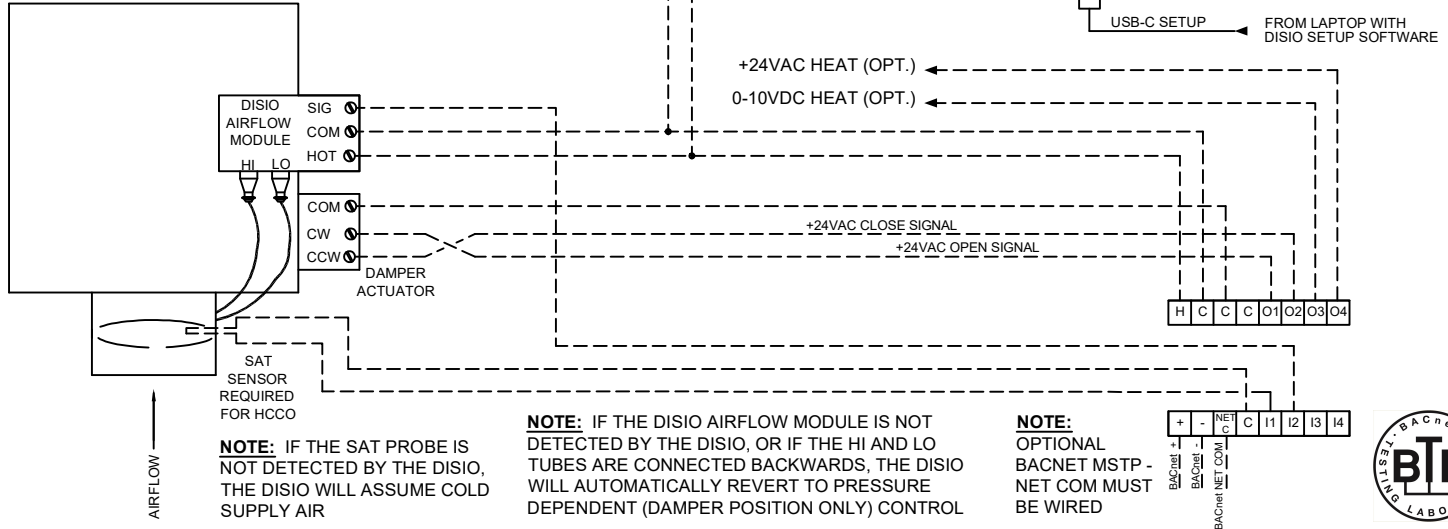 USB-C SETUP
FROM LAPTOP WITH
DISIO SETUP SOFTWARE
+24VAC HEAT (OPT.)
0-10VDC HEAT (OPT.)
DISIO
AIRFLOW
MODULE
HI LO
SIG
COM
HOT
COM
CW
CCW
DAMPER
ACTUATOR
+24VAC CLOSE SIGNAL
+24VAC OPEN SIGNAL
H C C C O1 O2 O3 O4
SAT
SENSOR
REQUIRED
FOR HCCO
AIRFLOW
NOTE: IF THE SAT PROBE IS
NOT DETECTED BY THE DISIO,
THE DISIO WILL ASSUME COLD
SUPPLY AIR
NOTE: IF THE DISIO AIRFLOW MODULE IS NOT
DETECTED BY THE DISIO, OR IF THE HI AND LO
TUBES ARE CONNECTED BACKWARDS, THE DISIO
WILL AUTOMATICALLY REVERT TO PRESSURE
DEPENDENT (DAMPER POSITION ONLY) CONTROL
NOTE:
OPTIONAL
BACNET MSTP -
NET COM MUST
BE WIRED
+ - NET C C I1 I2 I3 I4
BACnet +
BACnet -
BACnet NET COM
TESTING